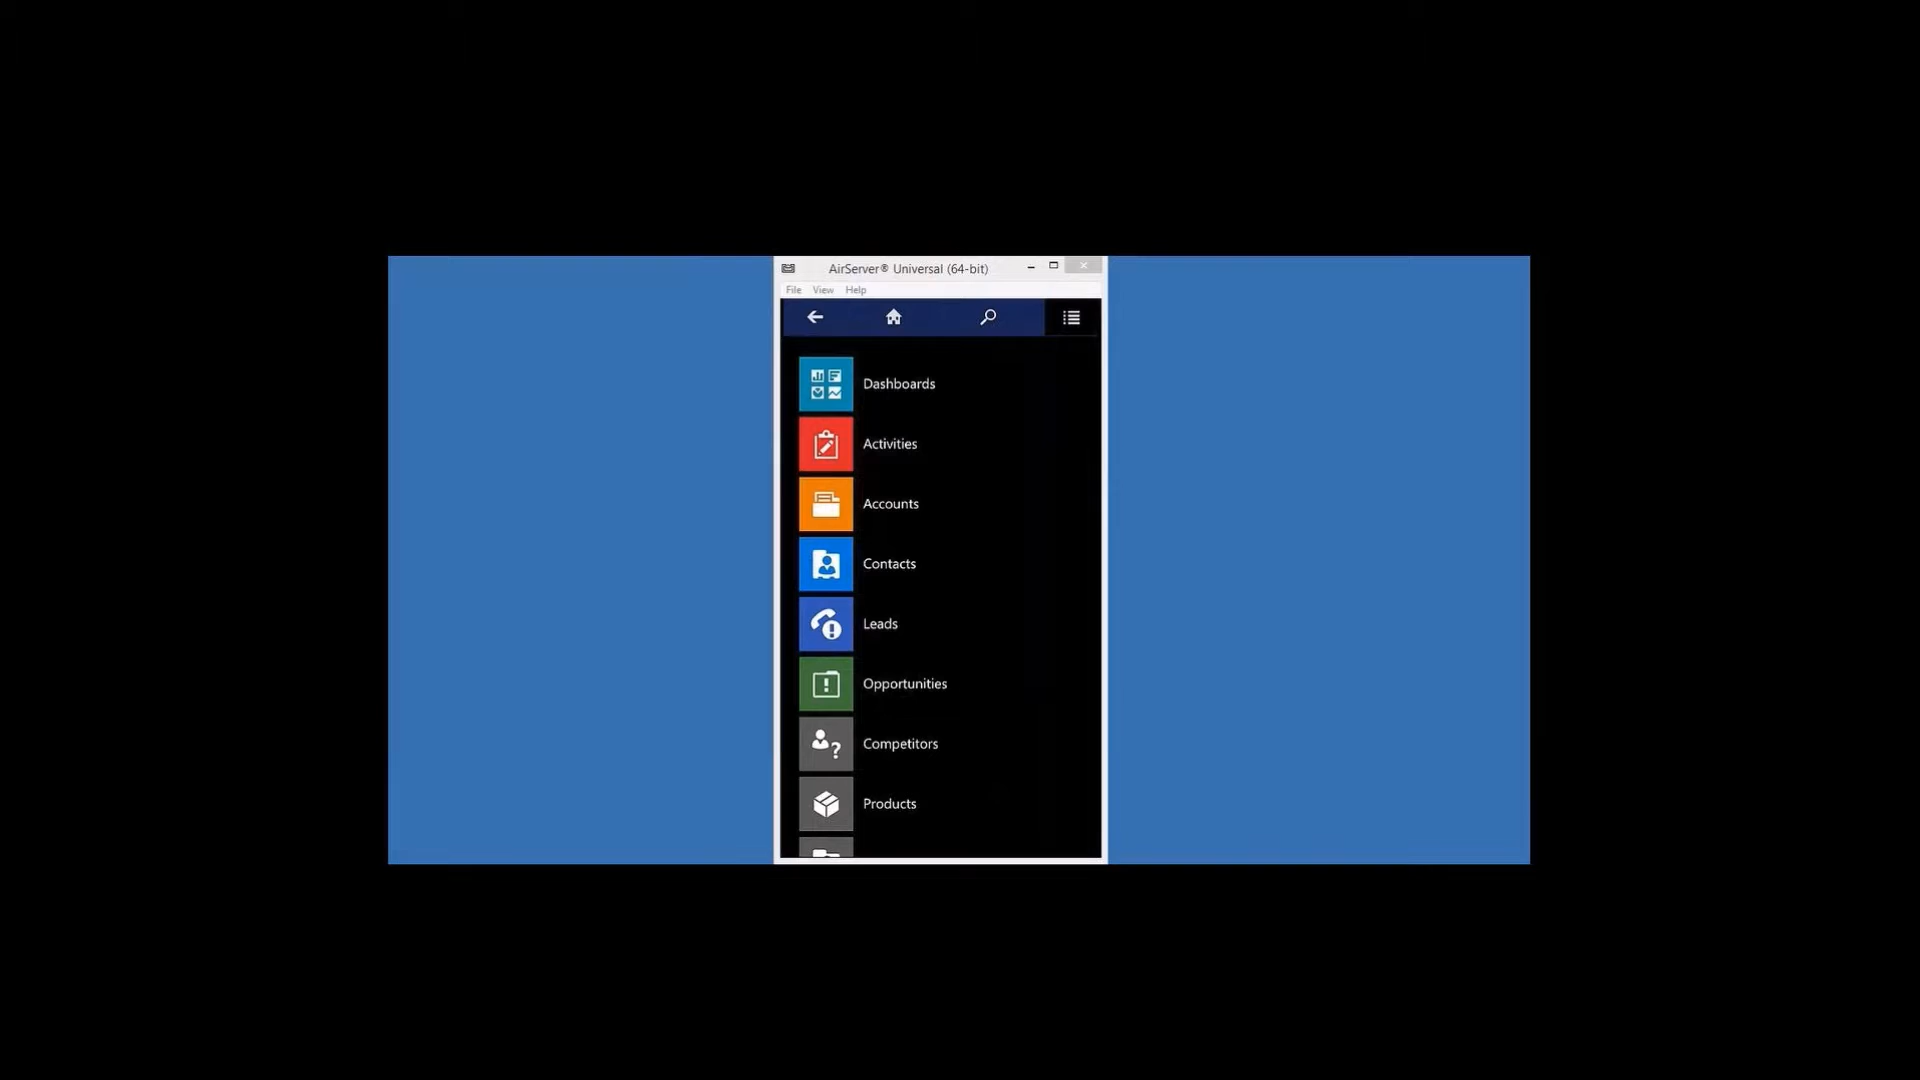 AirServer® Universal (64-bit)
File View Help
Dashboards
Activities
Accounts
Contacts
Leads
Opportunities
Competitors
Products